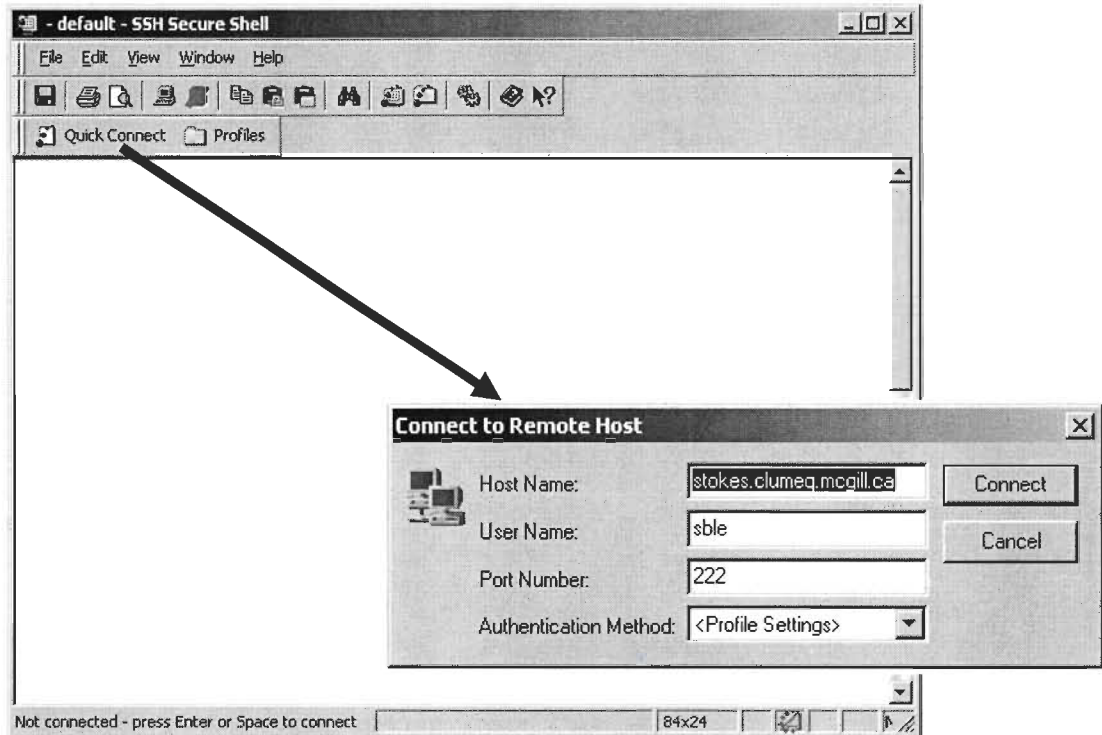 - default - SSH Secure Shell
File Edit View Window Help
Quick Connect Profiles
Connect to Remote Host
Host Name: stokes.clumeq.mcgill.ca Connect
User Name: sble Cancel
Port Number: 222
Authentication Method: <Profile Settings>
Not connected - press Enter or Space to connect 84x24